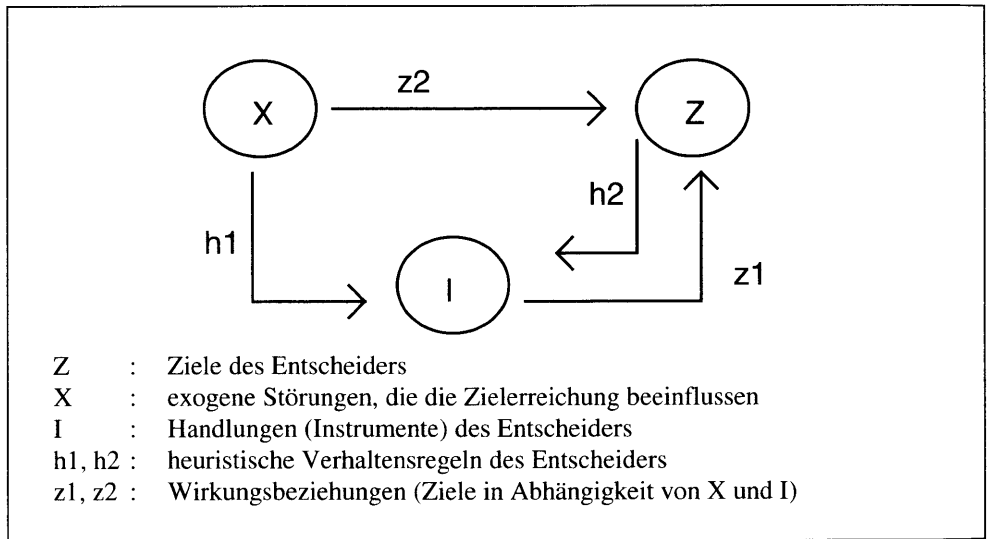 X
z2
Z
h2
h1
z1
I
Z : Ziele des Entscheiders
X : exogene Störungen, die die Zielerreichung beeinflussen
I : Handlungen (Instrumente) des Entscheiders
h1, h2 : heuristische Verhaltensregeln des Entscheiders
z1, z2 : Wirkungsbeziehungen (Ziele in Abhängigkeit von X und I)